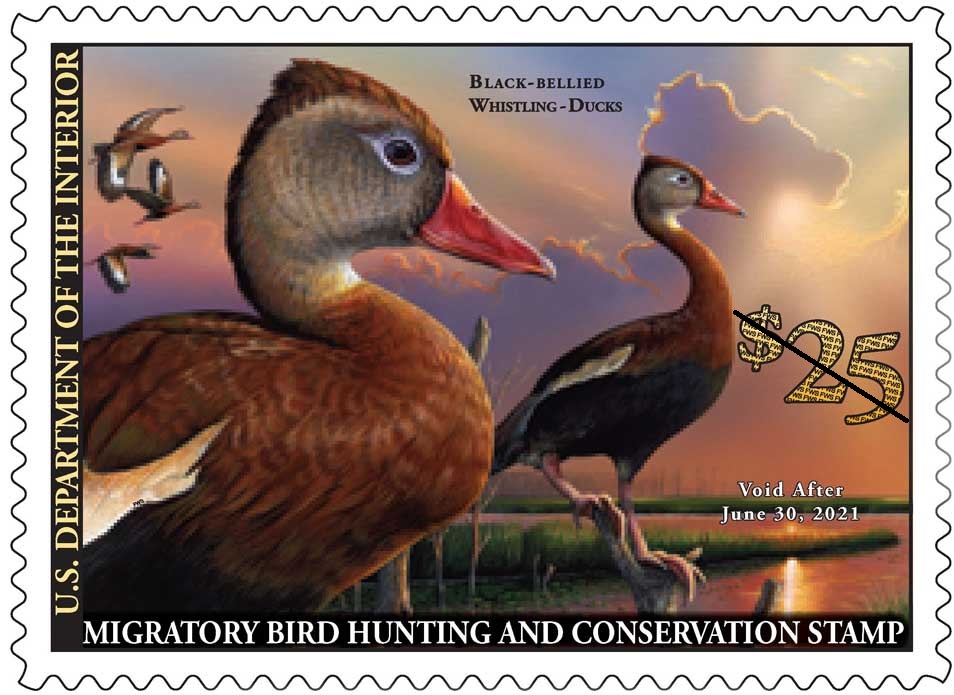 U.S. DEPARTMENT OF THE INTERIOR
BLACK-BELLIED
WHISTLING-DUCKS
$25
Void After
June 30, 2021
MIGRATORY BIRD HUNTING AND CONSERVATION STAMP
FWS